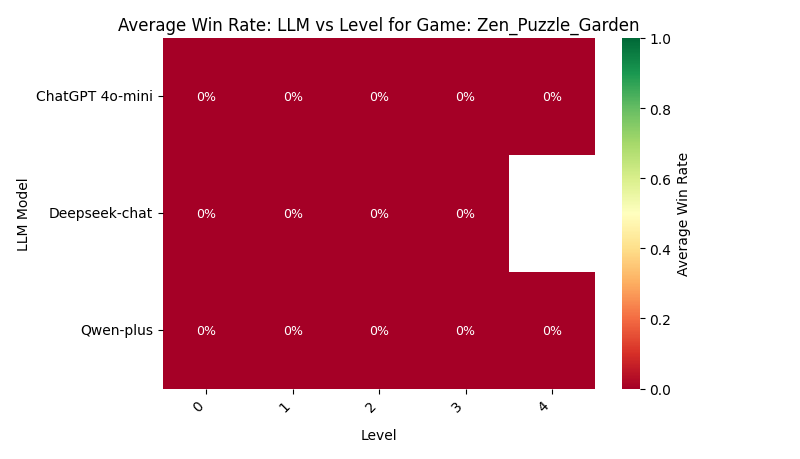 Average Win Rate: LLM vs Level for Game: Zen_Puzzle_Garden
LLM Model
ChatGPT 4o-mini
0% 0% 0% 0% 0%
Deepseek-chat
0% 0% 0% 0%
Qwen-plus
0% 0% 0% 0% 0%
0 1 2 3 4
Level
1.0
0.8
0.6
0.4
0.2
0.0
Average Win Rate